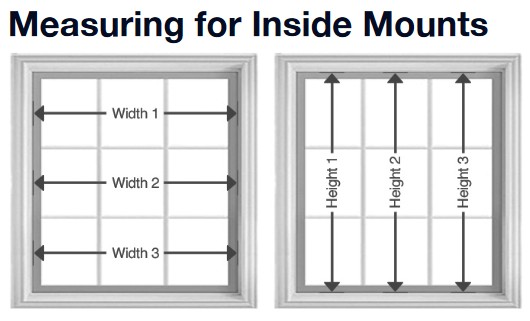 Measuring for Inside Mounts
Width 1
Width 2
Width 3
Height 1
Height 2
Height 3